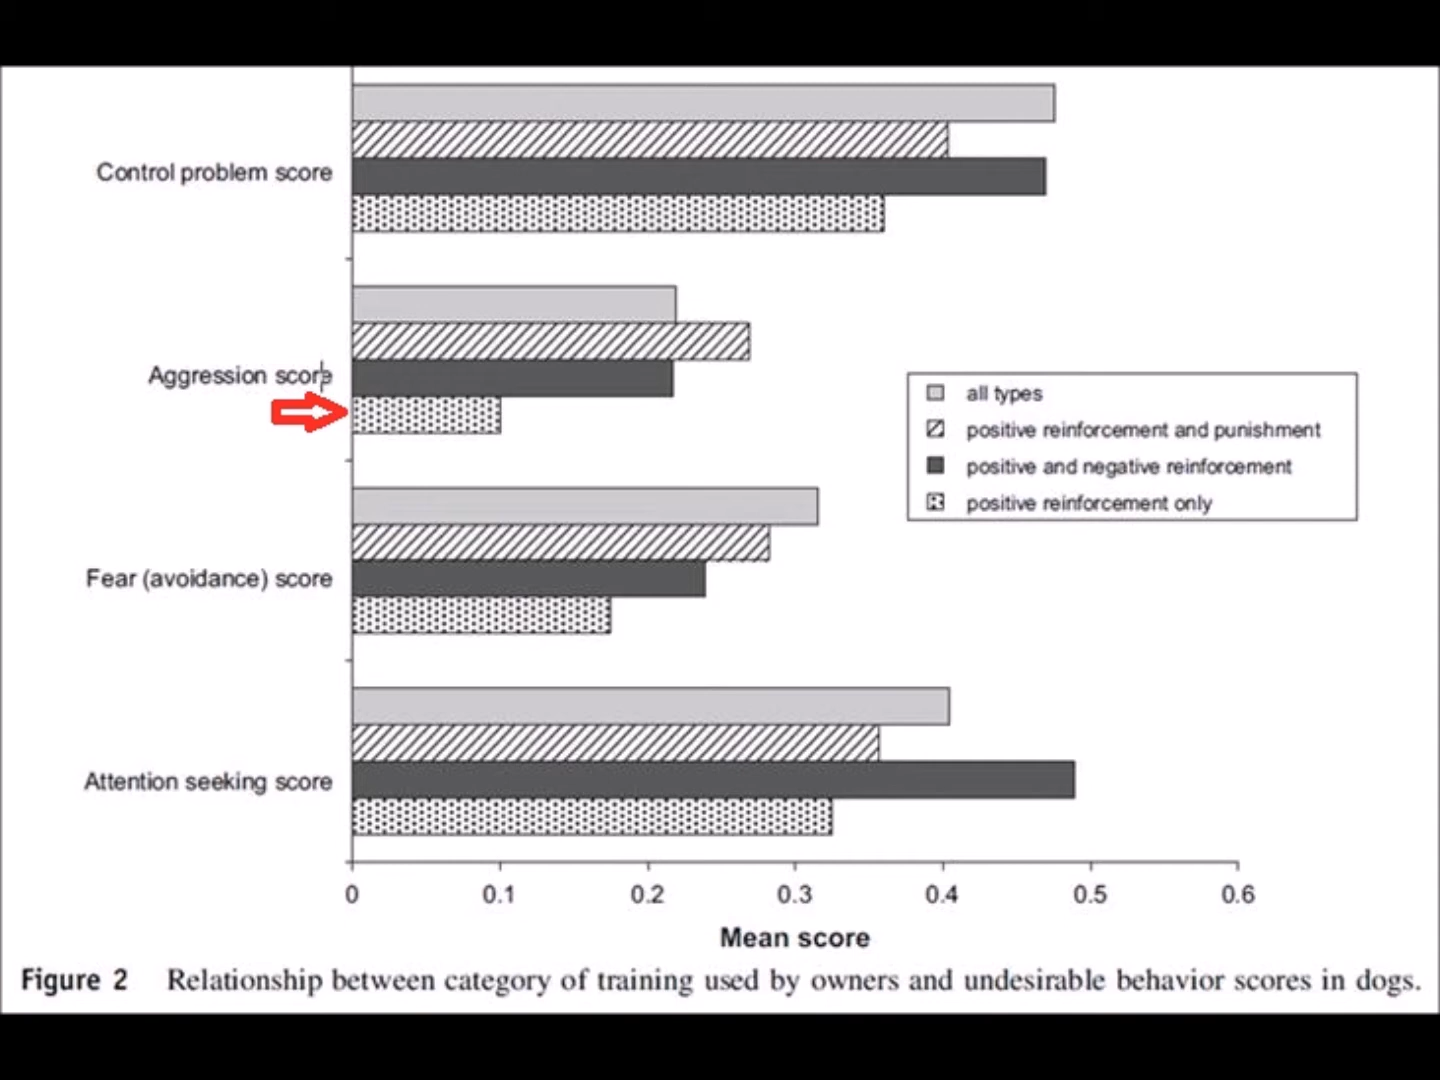 Control problem score
Aggression score
Fear (avoidance) score
Attention seeking score
all types
positive reinforcement and punishment
positive and negative reinforcement
positive reinforcement only
0 0.1 0.2 0.3 0.4 0.5 0.6
Mean score
Figure 2 Relationship between category of training used by owners and undesirable behavior scores in dogs.